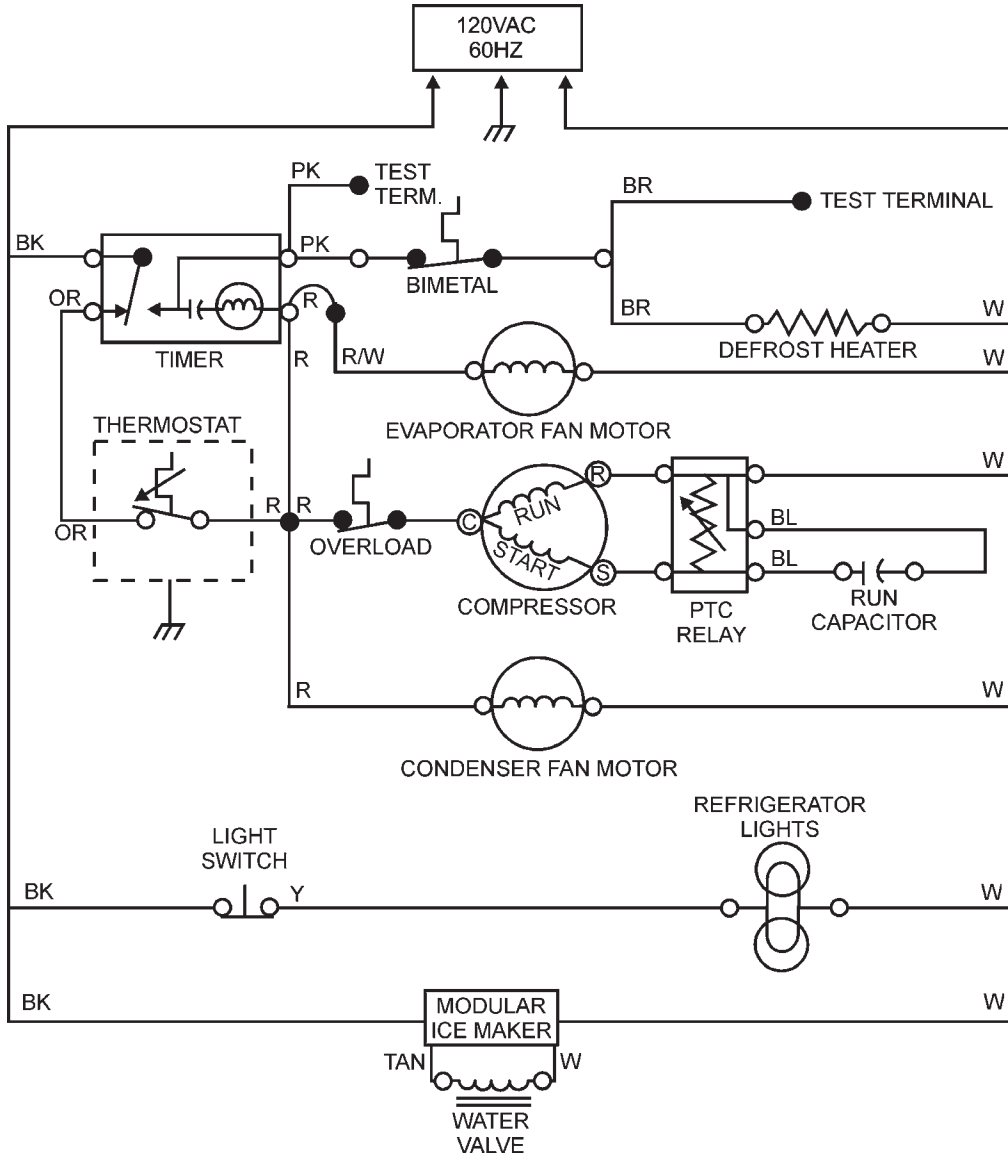 120VAC
60HZ
PK
TEST
TERM.
BR
TEST TERMINAL
BK
PK
BIMETAL
OR
R
BR
W
DEFROST HEATER
TIMER
R
R/W
W
EVAPORATOR FAN MOTOR
THERMOSTAT
R
W
RUN
BL
R
R
C
OR
OVERLOAD
START
BL
S
COMPRESSOR
PTC
RELAY
RUN
CAPACITOR
R
W
CONDENSER FAN MOTOR
REFRIGERATOR
LIGHTS
LIGHT
SWITCH
BK
Y
W
BK
MODULAR
ICE MAKER
W
TAN
W
WATER
VALVE